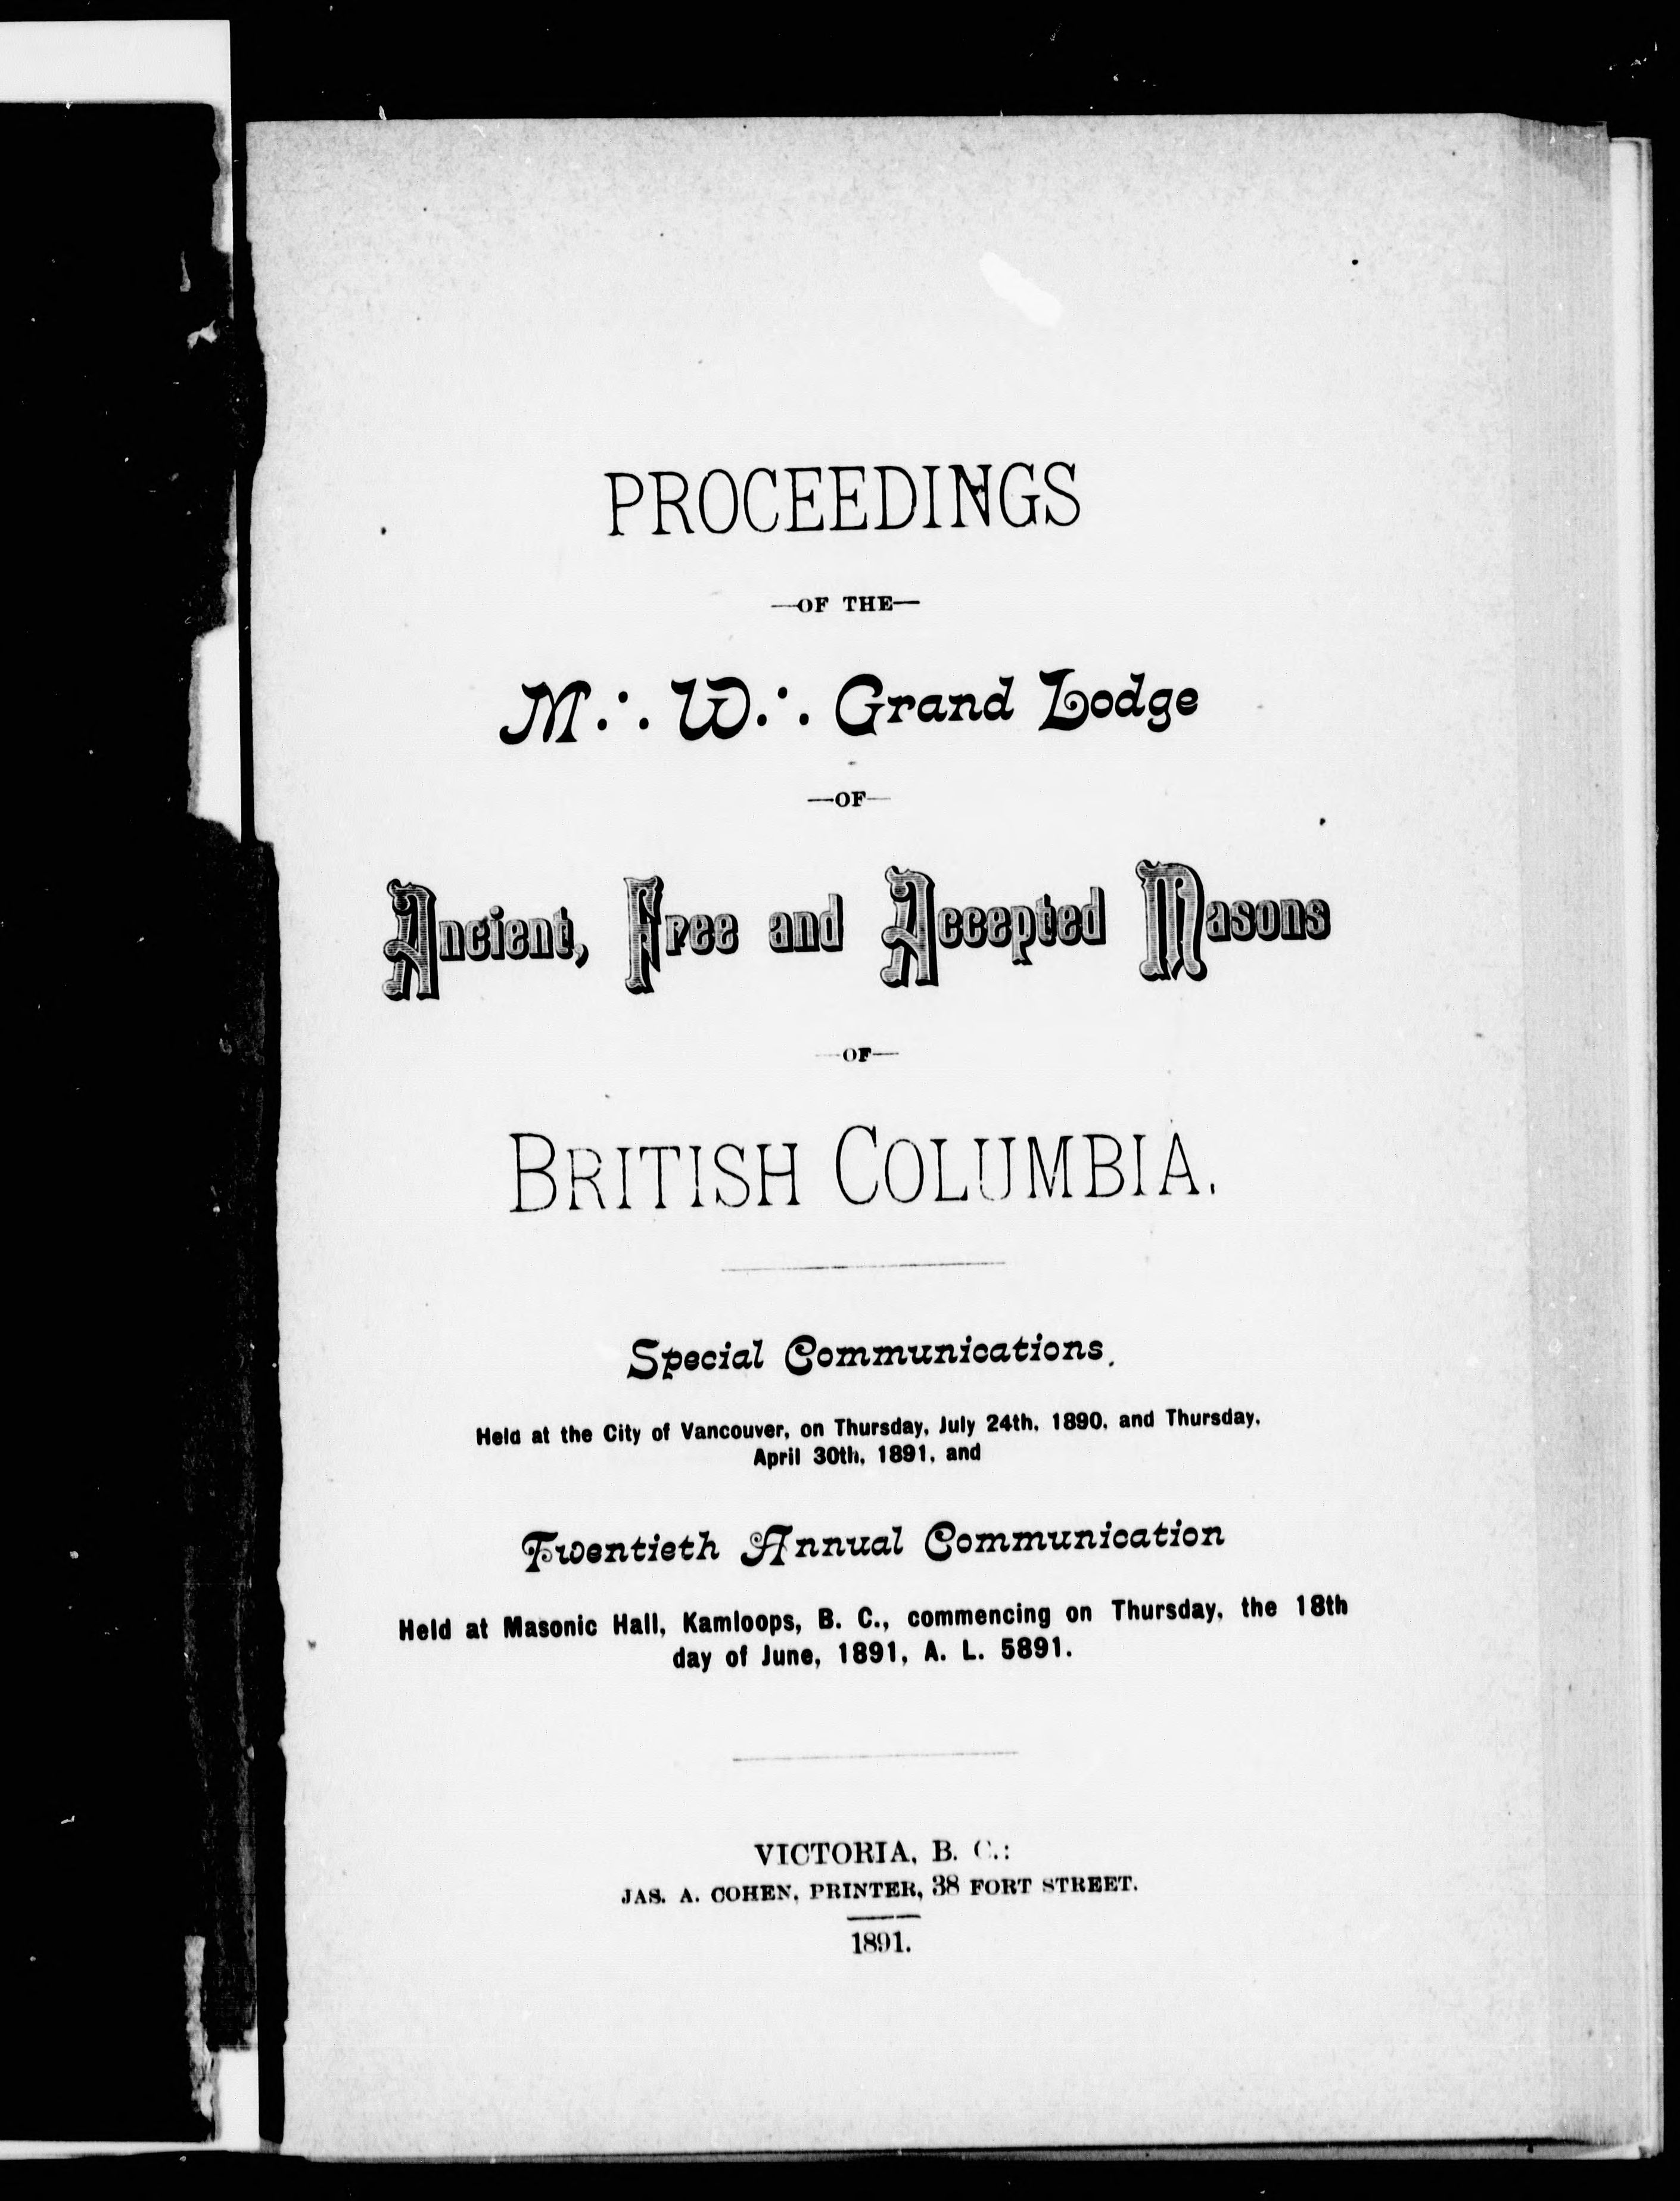 PROCEEDINGS
—OF THE—
M∴ W∴ Grand Lodge
—OF—
Ancient, Free and Accepted Masons
—OF—
BRITISH COLUMBIA.
Special Communications.
Held at the City of Vancouver, on Thursday, July 24th, 1890, and Thursday,
April 30th, 1891, and
Twentieth Annual Communication
Held at Masonic Hall, Kamloops, B. C., commencing on Thursday, the 18th
day of June, 1891, A. L. 5891.
VICTORIA, B. C.:
JAS. A. COHEN, PRINTER, 38 FORT STREET.
1891.